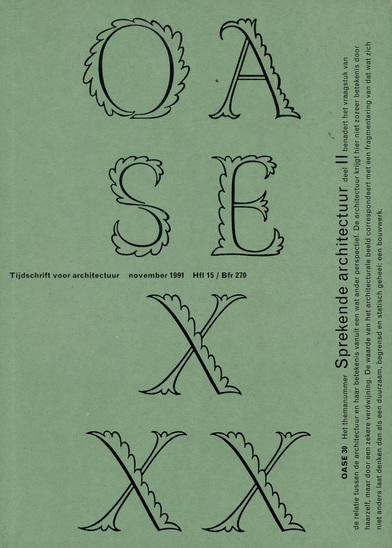 OA
SE
Tijdschrift voor architectuur november 1991 Hfl 15 / Bfr 270
X
XX
OASE 30 Het themanummer Sprekende architectuur deel II benadert het vraagstuk van
de relatie tussen de architectuur en haar betekenis vanuit een wat ander perspectief. De architectuur krijgt hier niet zozeer betekenis door
haarzelf, maar door een zekere verdwijning. De waarde van het architecturale beeld correspondeert met een fragmentering van dat wat zich
niet anders laat denken dan als een duurzaam, begrensd en statisch geheel: een bouwwerk.